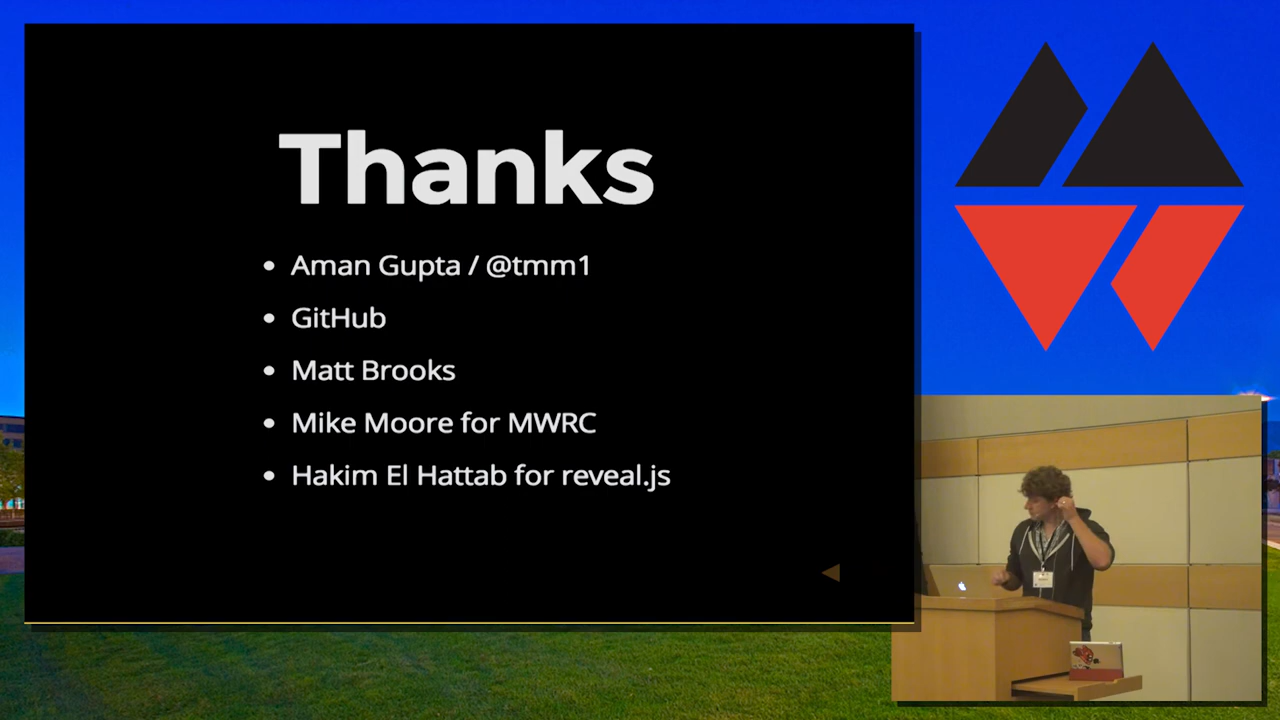 Thanks
Aman Gupta / @tmm1
GitHub
Matt Brooks
Mike Moore for MWRC
Hakim El Hattab for reveal.js